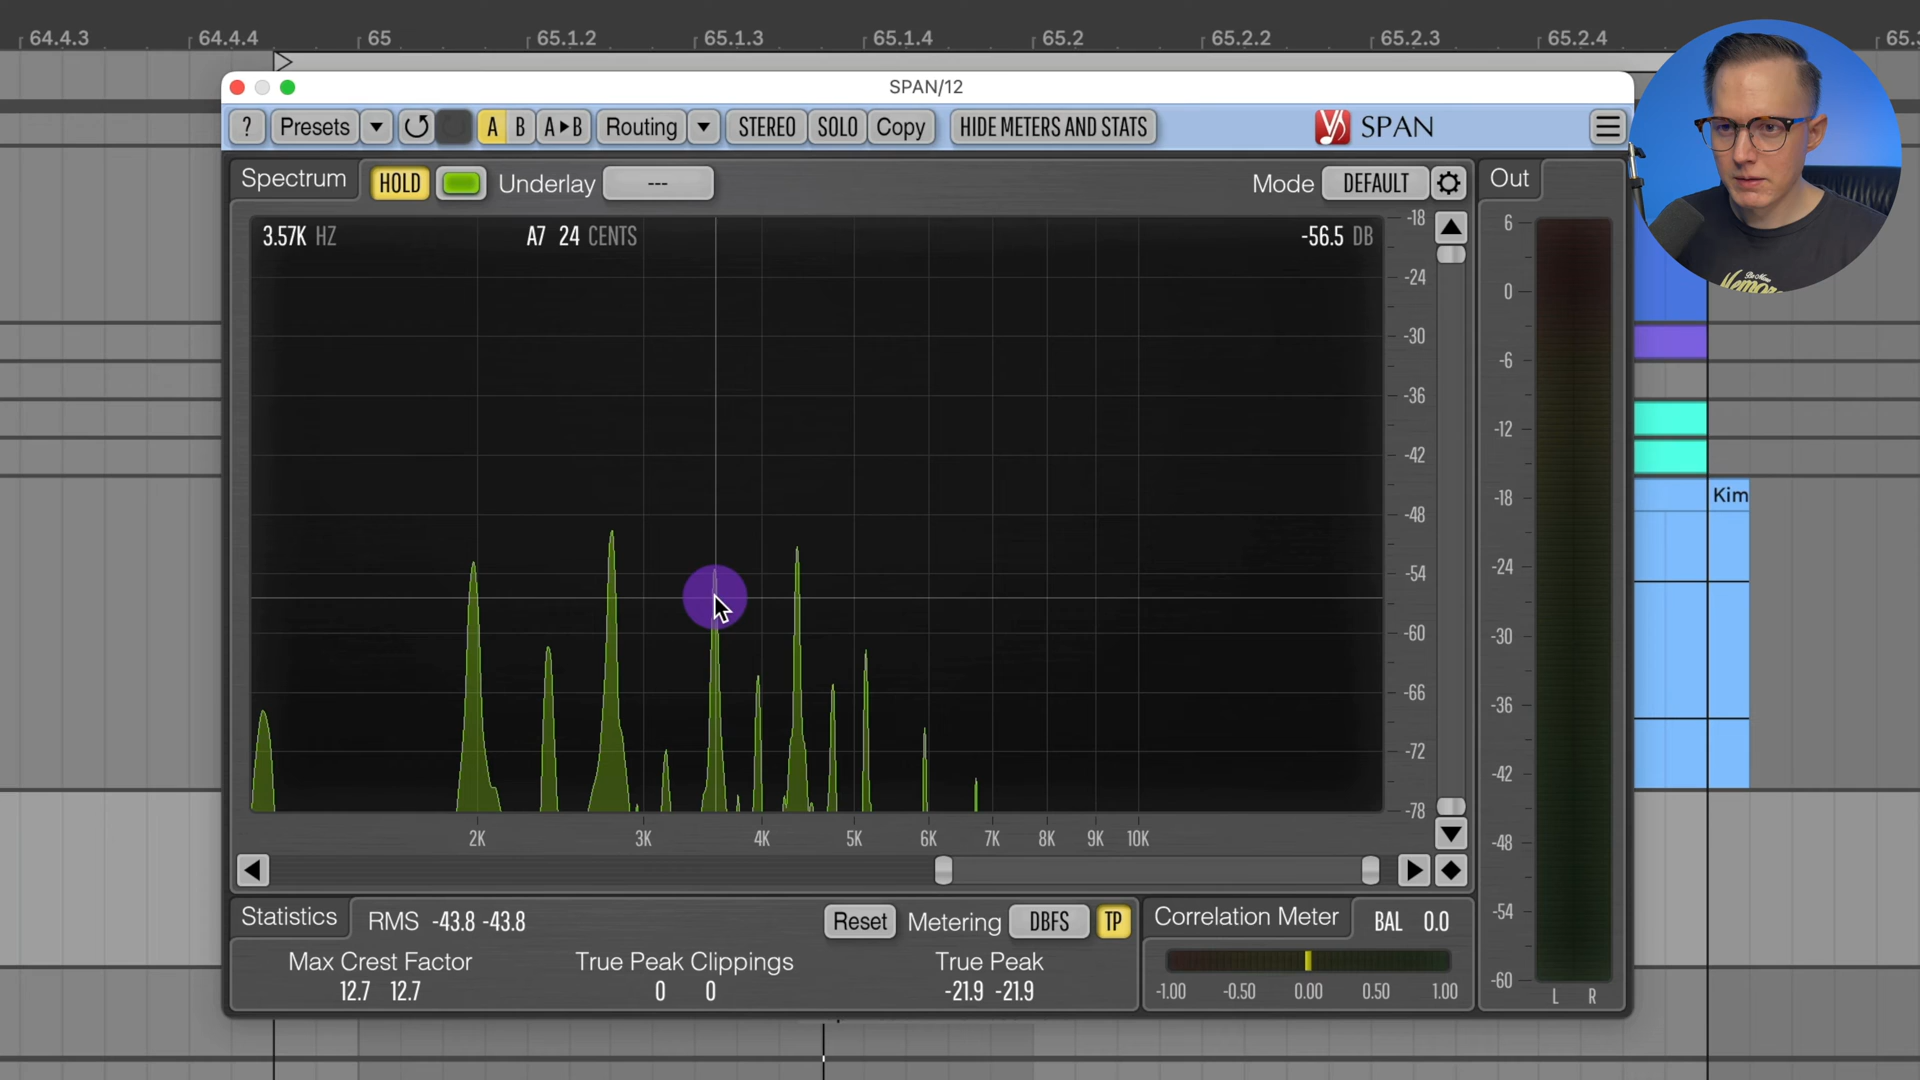 64.4.3 64.4.4 65 65.1.2 65.1.3 65.1.4 65.2 65.2.2 65.2.3 65.2.4 65.3
SPAN/12
? Presets A B A▸B Routing STEREO SOLO Copy HIDE METERS AND STATS SPAN
Spectrum HOLD Underlay --- Mode DEFAULT Out
3.57K HZ A7 24 CENTS -56.5 DB
-18
-24
-30
-36
-42
-48
-54
-60
-66
-72
-78
2K 3K 4K 5K 6K 7K 8K 9K 10K
6
0
-6
-12
-18
-24
-30
-36
-42
-48
-54
-60
L R
Kim
Statistics RMS -43.8 -43.8 Reset Metering DBFS TP
Max Crest Factor True Peak Clippings True Peak
12.7 12.7 0 0 -21.9 -21.9
Correlation Meter BAL 0.0
-1.00 -0.50 0.00 0.50 1.00